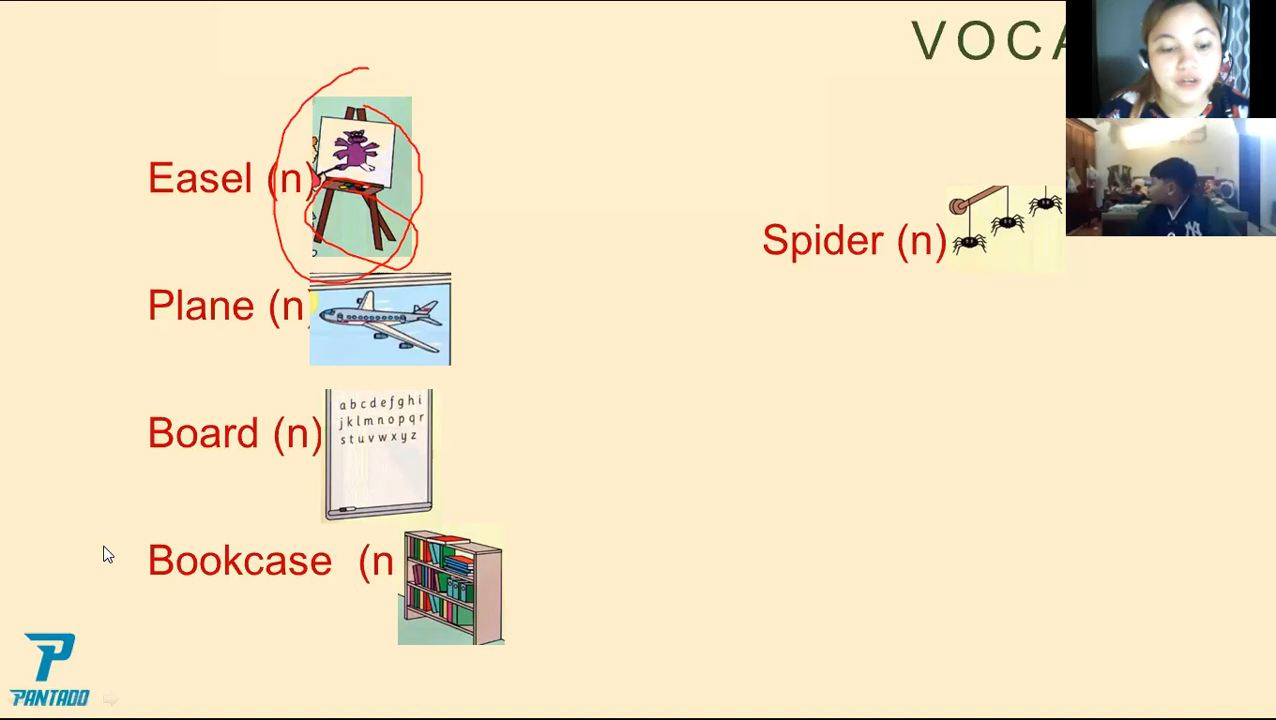 VOCA
Easel (n)
Spider (n)
Plane (n)
Board (n)
abcdefghi
jklmnopqr
stuvwxyz
Bookcase (n
PANTADO